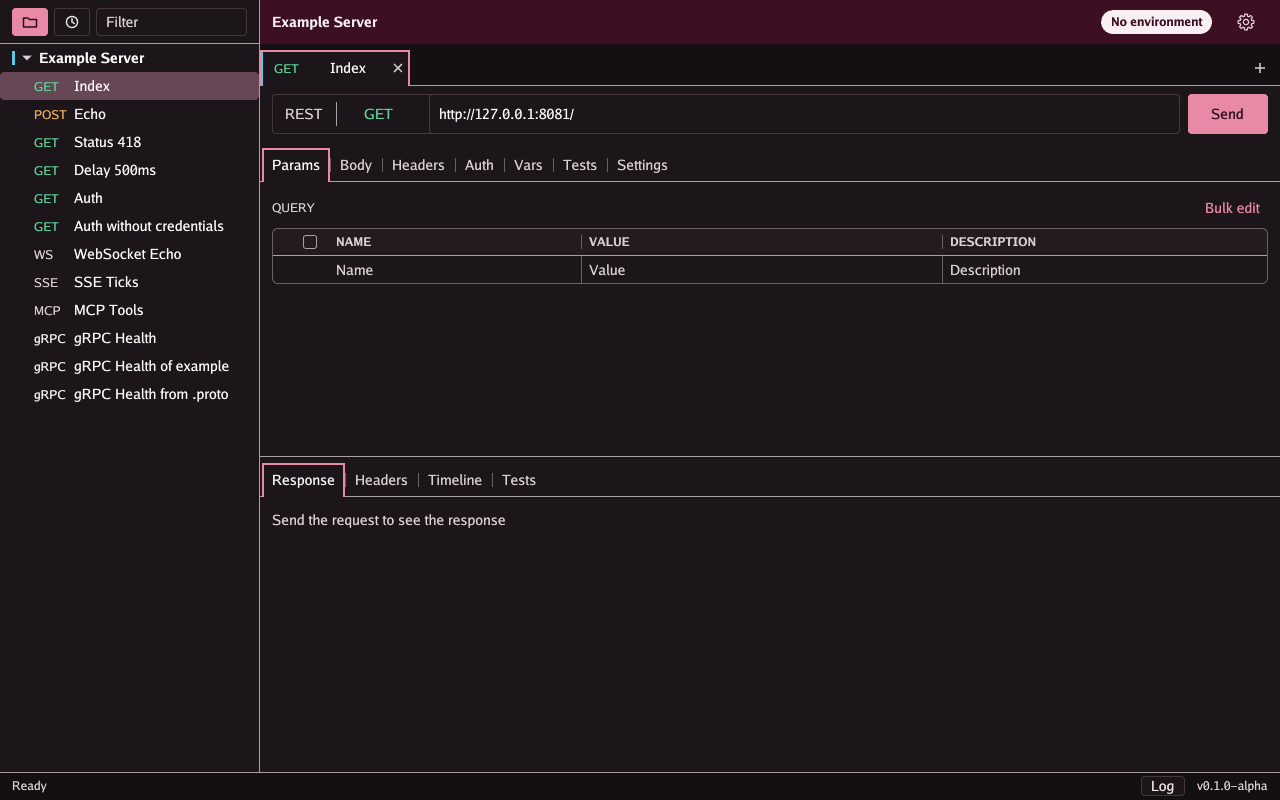 Filter
Example Server
GET Index
POST Echo
GET Status 418
GET Delay 500ms
GET Auth
GET Auth without credentials
WS WebSocket Echo
SSE SSE Ticks
MCP MCP Tools
gRPC gRPC Health
gRPC gRPC Health of example
gRPC gRPC Health from .proto
Example Server No environment
GET Index
REST GET http://127.0.0.1:8081/ Send
Params Body Headers Auth Vars Tests Settings
QUERY Bulk edit
NAME VALUE DESCRIPTION
Name Value Description
Response Headers Timeline Tests
Send the request to see the response
Ready Log v0.1.0-alpha